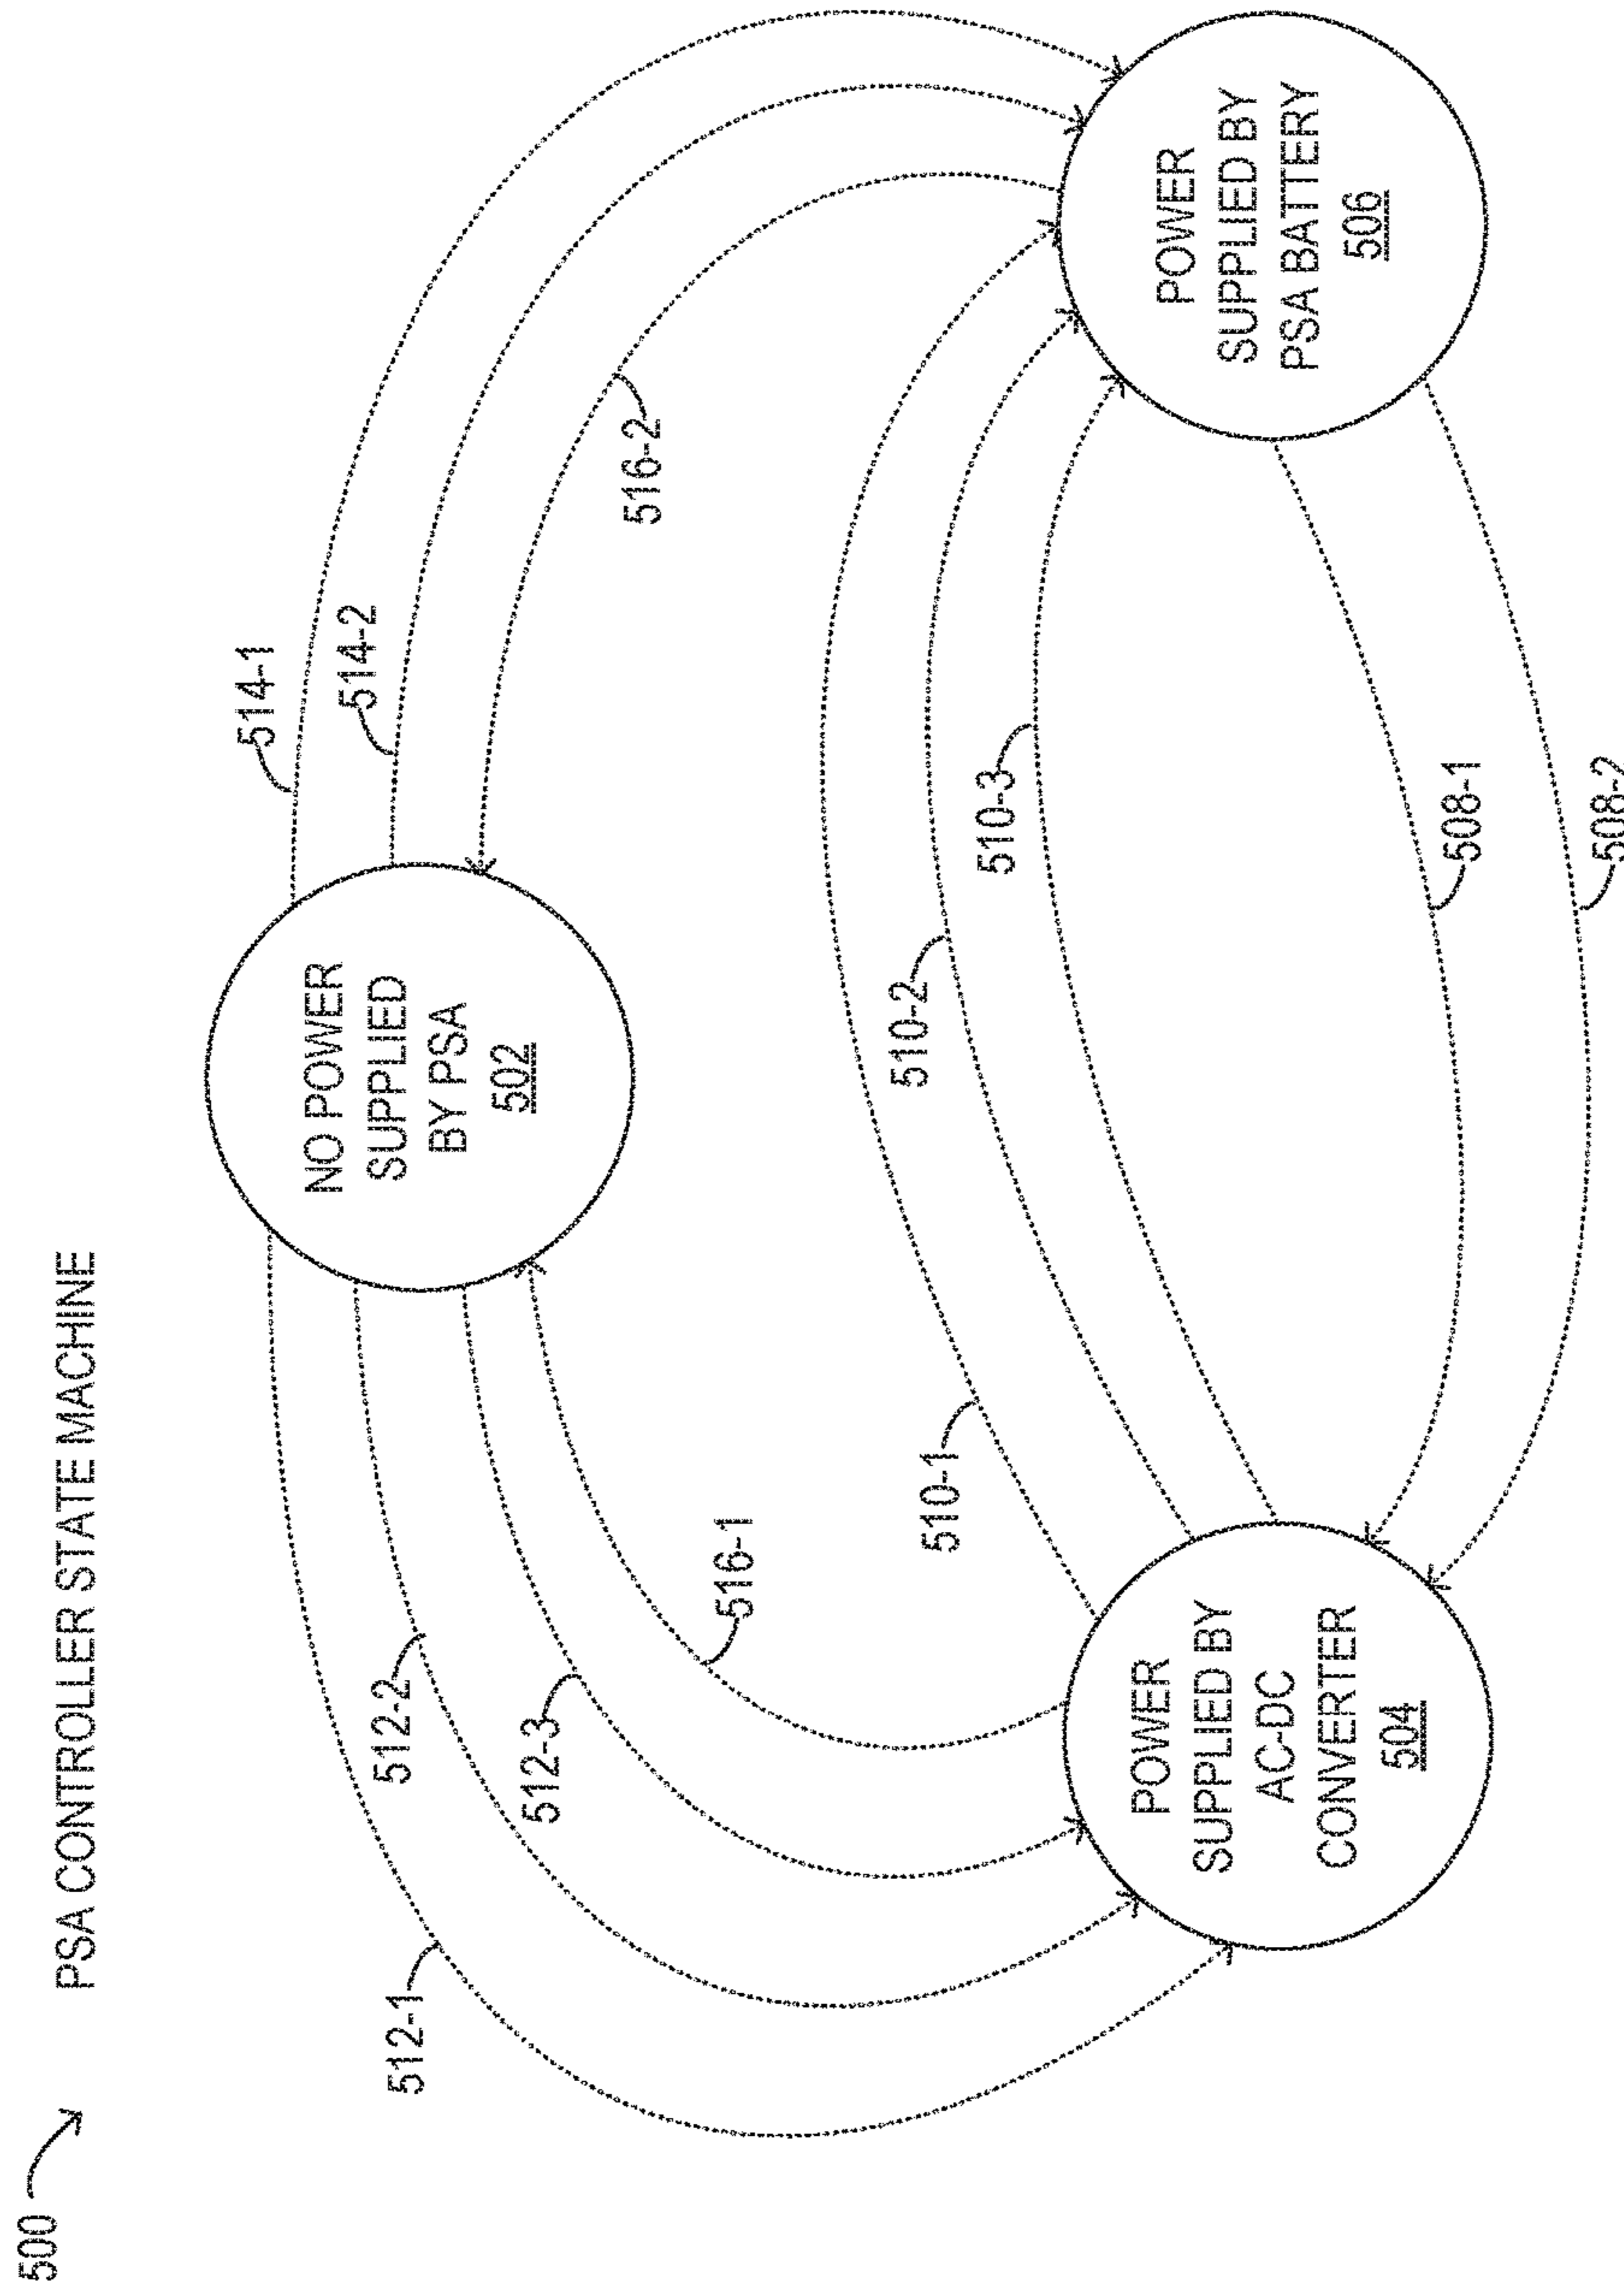 500
PSA CONTROLLER STATE MACHINE
514-1
514-2
NO POWER
SUPPLIED
BY PSA
502
512-1
512-2
512-3
516-1
516-2
510-1
510-2
510-3
POWER
SUPPLIED BY
AC-DC
CONVERTER
504
POWER
SUPPLIED BY
PSA BATTERY
506
508-1
508-2